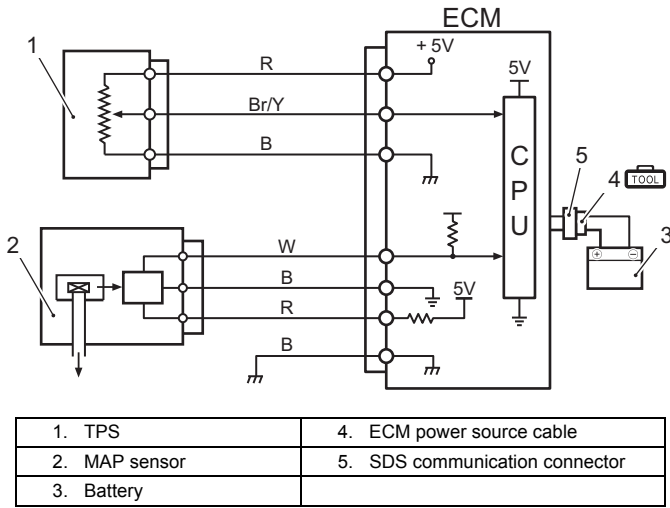 ECM
+ 5V
1
R
5V
Br/Y
B
CPU
5
4 TOOL
3
2
W
B
R
5V
B
1. TPS
4. ECM power source cable
2. MAP sensor
5. SDS communication connector
3. Battery